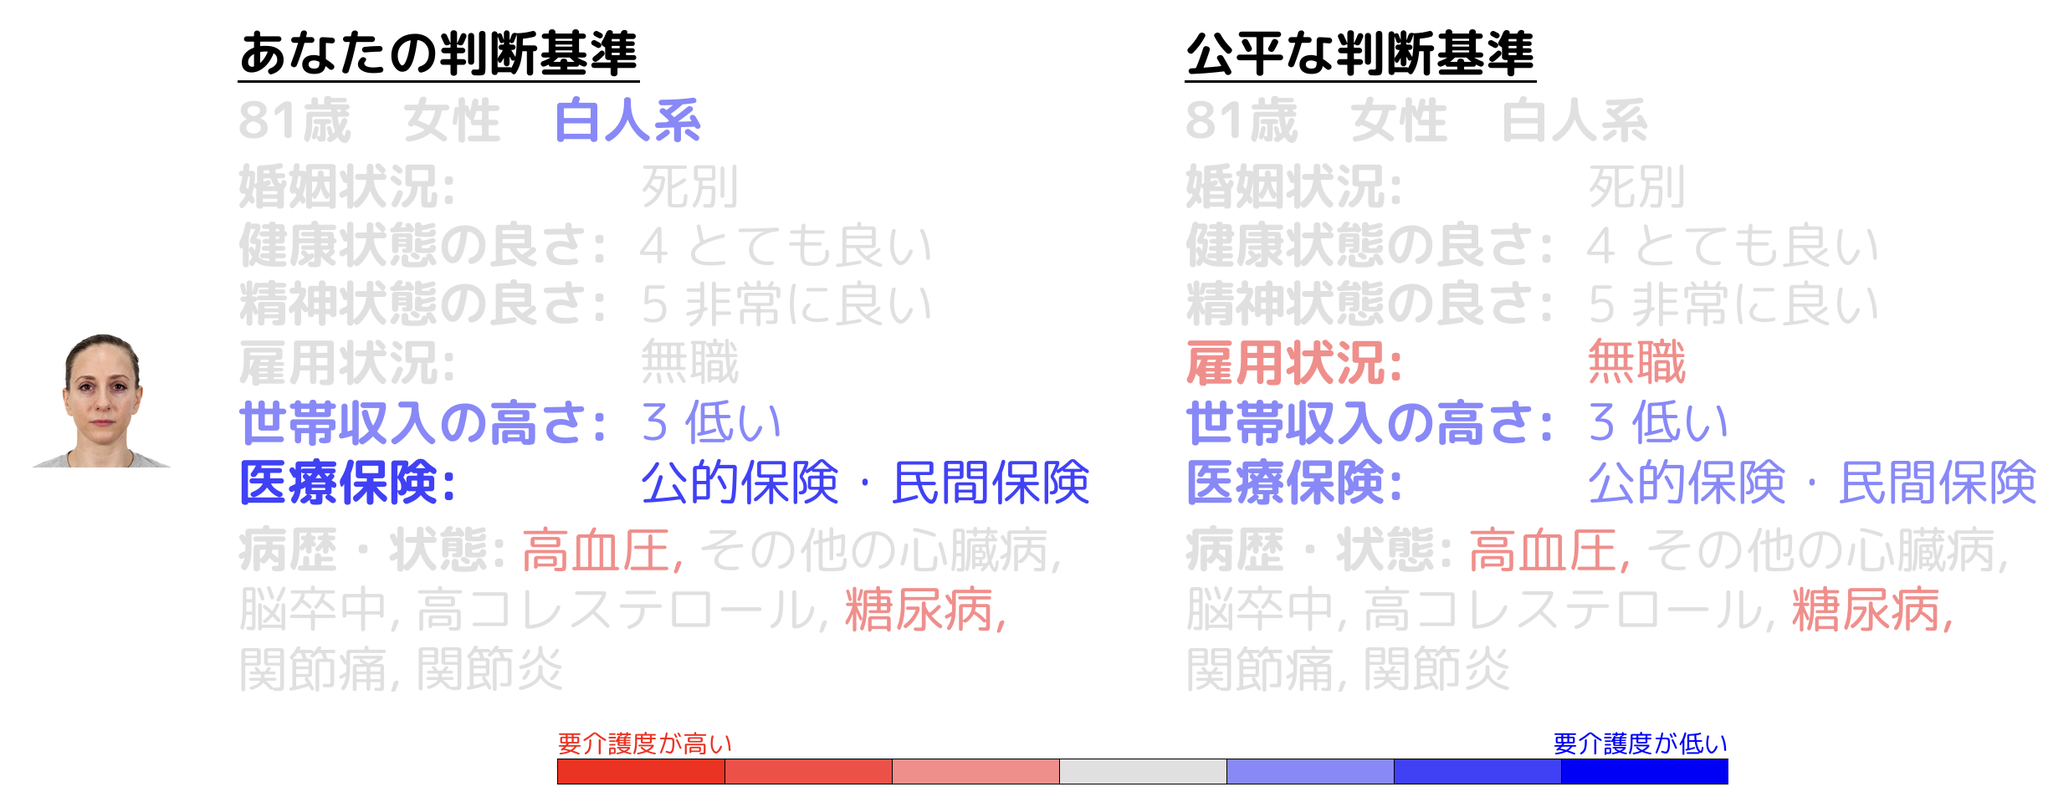 あなたの判断基準
81歳 女性 白人系
婚姻状況: 死別
健康状態の良さ: 4 とても良い
精神状態の良さ: 5 非常に良い
雇用状況: 無職
世帯収入の高さ: 3 低い
医療保険: 公的保険・民間保険
病歴・状態: 高血圧, その他の心臓病,
脳卒中, 高コレステロール, 糖尿病,
関節痛, 関節炎
公平な判断基準
81歳 女性 白人系
婚姻状況: 死別
健康状態の良さ: 4 とても良い
精神状態の良さ: 5 非常に良い
雇用状況: 無職
世帯収入の高さ: 3 低い
医療保険: 公的保険・民間保険
病歴・状態: 高血圧, その他の心臓病,
脳卒中, 高コレステロール, 糖尿病,
関節痛, 関節炎
要介護度が高い
要介護度が低い